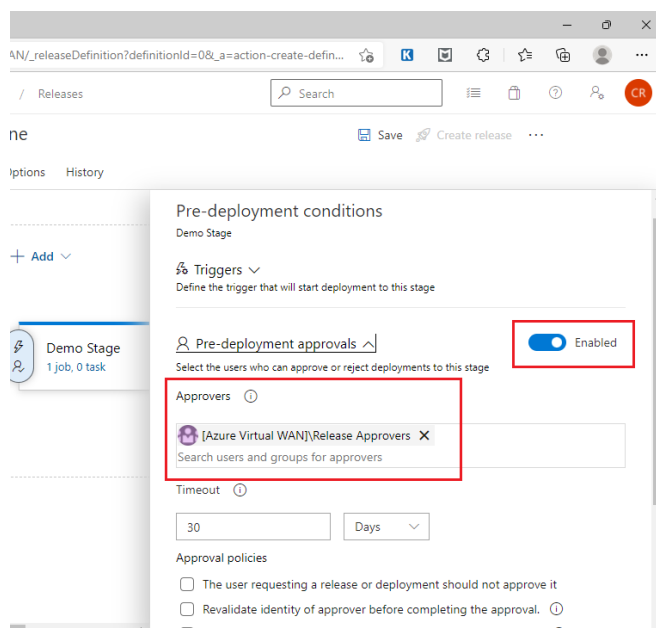 AN/_releaseDefinition?definitionId=0&_a=action-create-defin...
K
/ Releases
Search
CR
ne
Save
Create release
...
Options History
Pre-deployment conditions
Demo Stage
+ Add
Triggers
Define the trigger that will start deployment to this stage
Pre-deployment approvals
Enabled
Demo Stage
1 job, 0 task
Select the users who can approve or reject deployments to this stage
Approvers
[Azure Virtual WAN]\Release Approvers
Search users and groups for approvers
Timeout
30 Days
Approval policies
The user requesting a release or deployment should not approve it
Revalidate identity of approver before completing the approval.